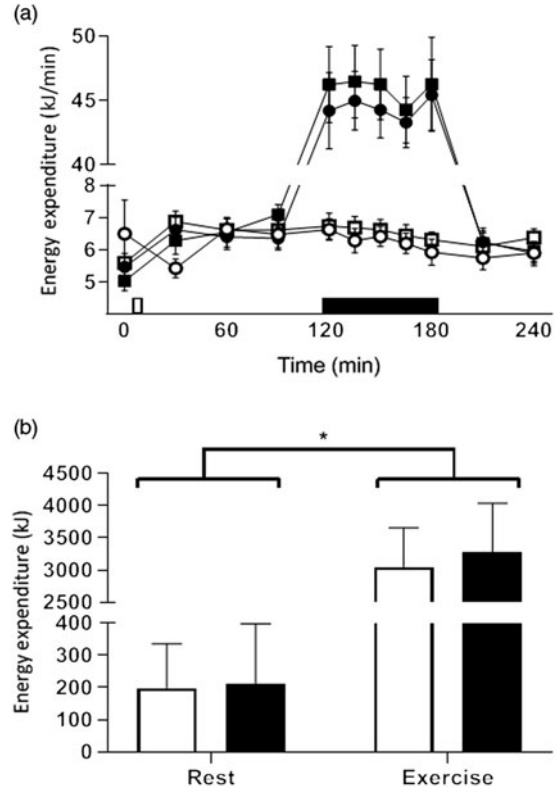 (a)
Energy expenditure (kJ/min)
50
45
40
8
7
6
5
0 60 120 180 240
Time (min)
(b)
*
Energy expenditure (kJ)
4500
4000
3500
3000
2500
400
300
200
100
0
Rest Exercise